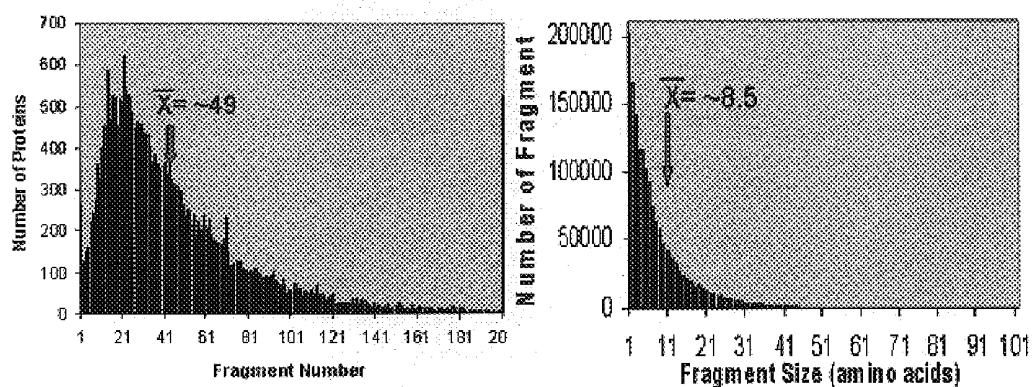 700
600
500
400
300
200
100
0
Number of Proteins
X̄= ~49
1 21 41 61 81 101 121 141 161 181 20
Fragment Number
200000
150000
100000
50000
0
Number of Fragment
X̄= ~8.5
1 11 21 31 41 51 61 71 81 91 101
Fragment Size (amino acids)